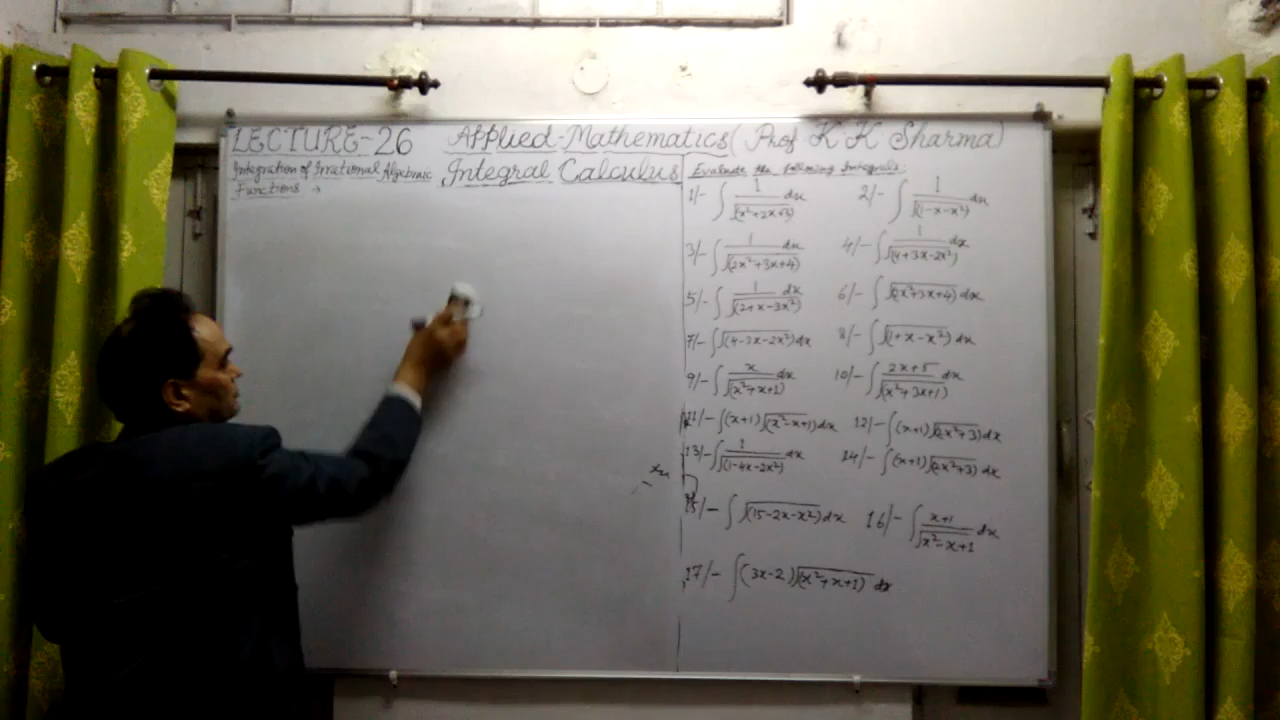 LECTURE-26 Applied-Mathematics (Prof K.K Sharma)
Integration of Irrational Algebraic
Functions →
Integral Calculus
Evaluate the following Integrals:
1/- ∫ 1/√(x²+2x+3) dx
2/- ∫ 1/√(1-x-x²) dx
3/- ∫ 1/√(2x²+3x+4) dx
4/- ∫ 1/√(4+3x-2x²) dx
5/- ∫ 1/√(2+x-3x²) dx
6/- ∫ √(2x²+3x+4) dx
7/- ∫ √(4-3x-2x²) dx
8/- ∫ √(1+x-x²) dx
9/- ∫ x/√(x²+x+1) dx
10/- ∫ 2x+5/√(x²+3x+1) dx
11/- ∫ (x+1)√(x²-x+1) dx
12/- ∫ (x+1)√(2x²+3) dx
13/- ∫ 1/√(1-4x-2x²) dx
14/- ∫ (x+1)√(2x²+3) dx
15/- ∫ √(15-2x-x²) dx
16/- ∫ x+1/√x²-x+1 dx
17/- ∫ (3x-2)√(x²+x+1) dx